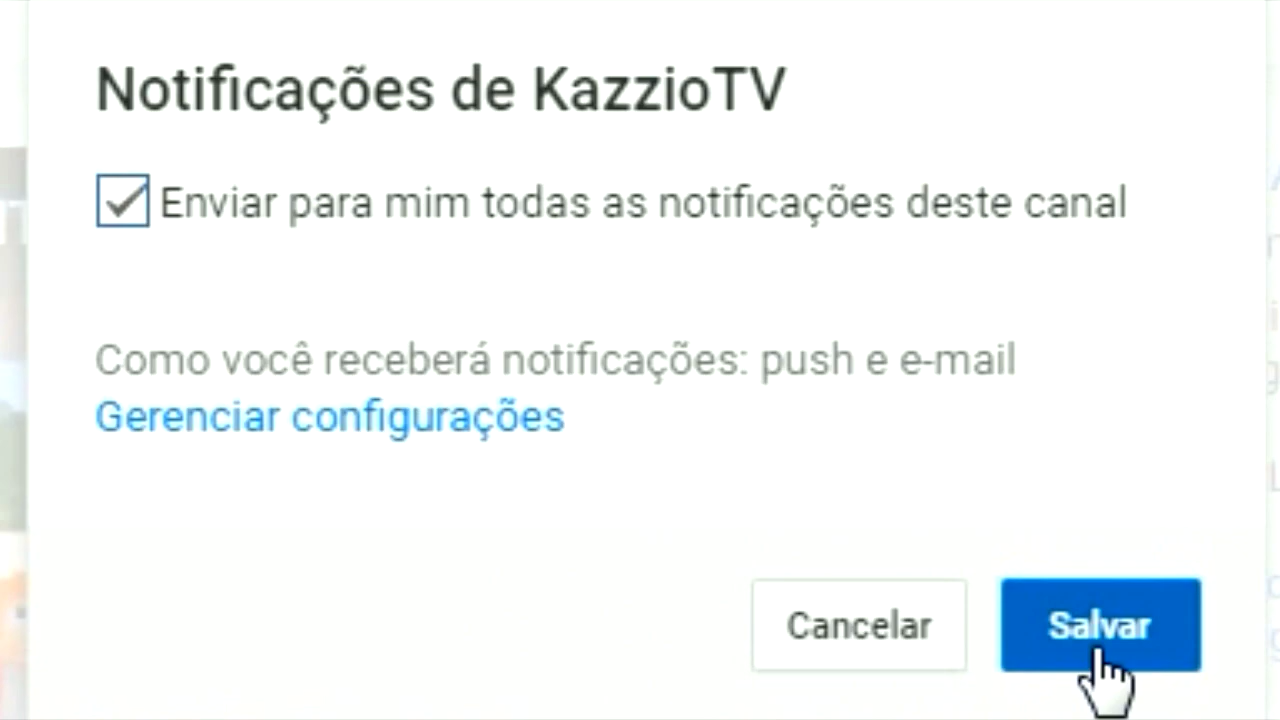 Notificações de KazzioTV
Enviar para mim todas as notificações deste canal
Como você receberá notificações: push e e-mail
Gerenciar configurações
Cancelar
Salvar